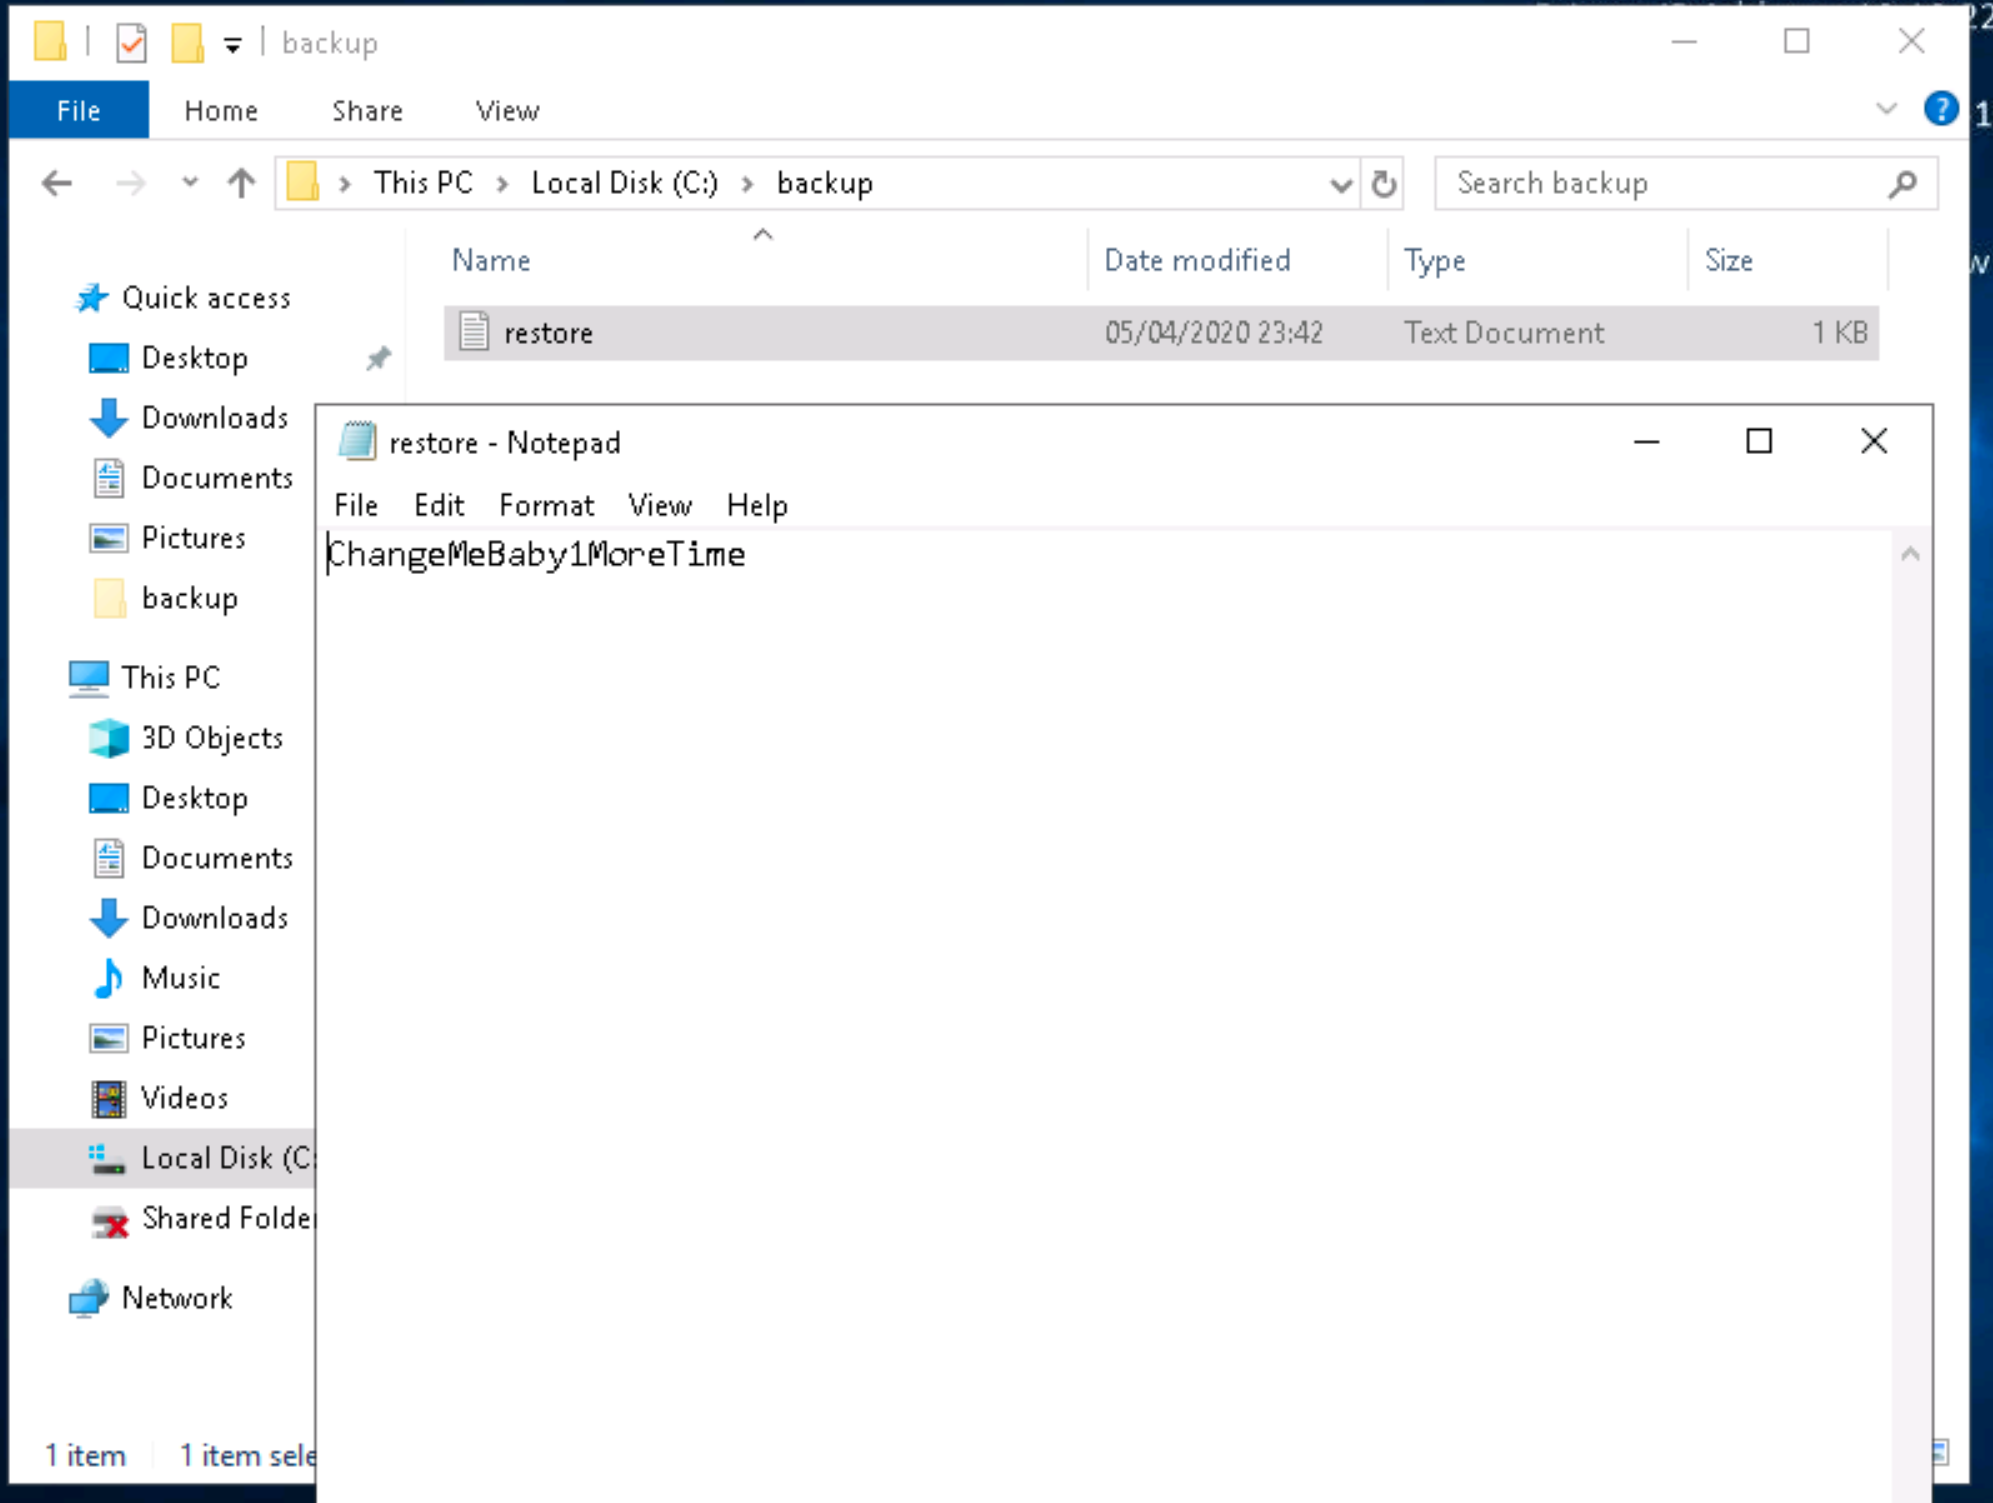 backup
File Home Share View
This PC Local Disk (C:) backup
Search backup
Name Date modified Type Size
restore 05/04/2020 23:42 Text Document 1 KB
Quick access
Desktop
Downloads
Documents
Pictures
backup
This PC
3D Objects
Desktop
Documents
Downloads
Music
Pictures
Videos
Local Disk (C:
Shared Folder
Network
1 item 1 item sele
restore - Notepad
File Edit Format View Help
ChangeMeBaby1MoreTime